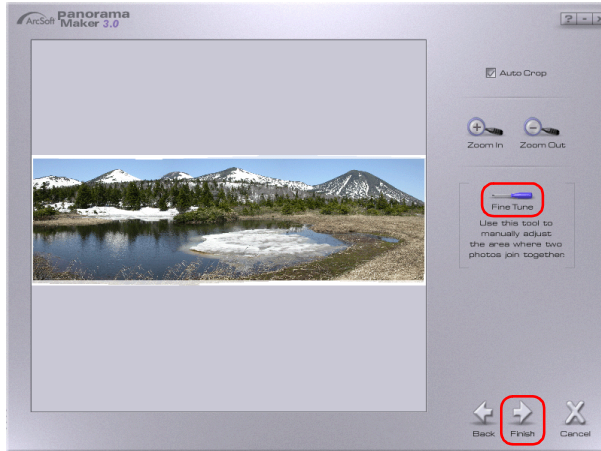 ArcSoft Panorama
Maker 3.0
? - x
Auto Crop
Zoom In Zoom Out
Fine Tune
Use this tool to
manually adjust
the area where two
photos join together.
Back Finish Cancel